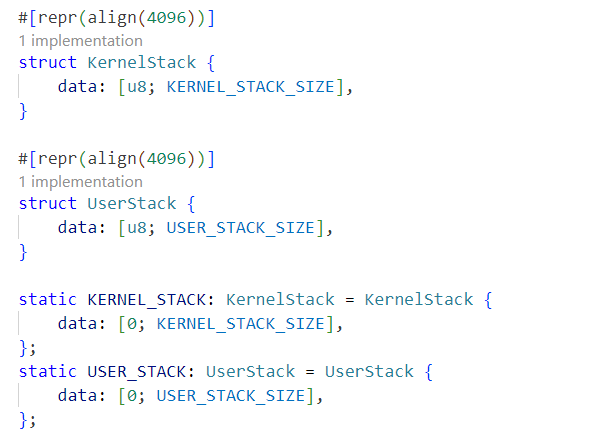 #[repr(align(4096))]
1 implementation
struct KernelStack {
    data: [u8; KERNEL_STACK_SIZE],
}

#[repr(align(4096))]
1 implementation
struct UserStack {
    data: [u8; USER_STACK_SIZE],
}

static KERNEL_STACK: KernelStack = KernelStack {
    data: [0; KERNEL_STACK_SIZE],
};
static USER_STACK: UserStack = UserStack {
    data: [0; USER_STACK_SIZE],
};